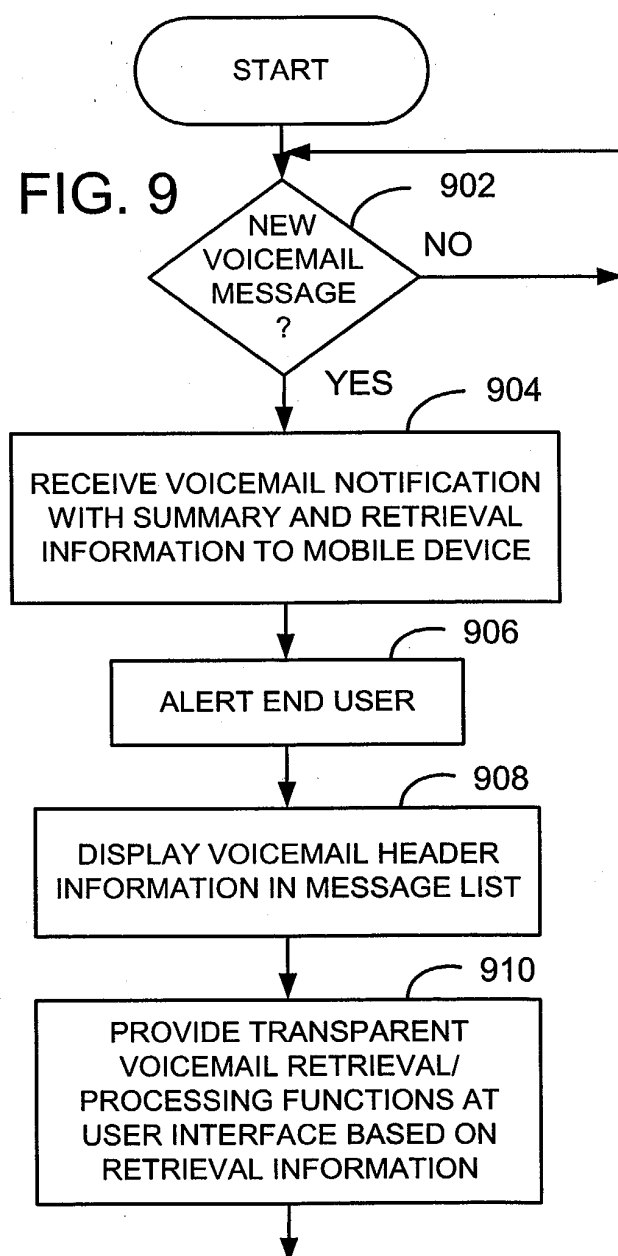 START
FIG. 9
902
NEW
VOICEMAIL
MESSAGE
?
NO
YES
904
RECEIVE VOICEMAIL NOTIFICATION
WITH SUMMARY AND RETRIEVAL
INFORMATION TO MOBILE DEVICE
906
ALERT END USER
908
DISPLAY VOICEMAIL HEADER
INFORMATION IN MESSAGE LIST
910
PROVIDE TRANSPARENT
VOICEMAIL RETRIEVAL/
PROCESSING FUNCTIONS AT
USER INTERFACE BASED ON
RETRIEVAL INFORMATION